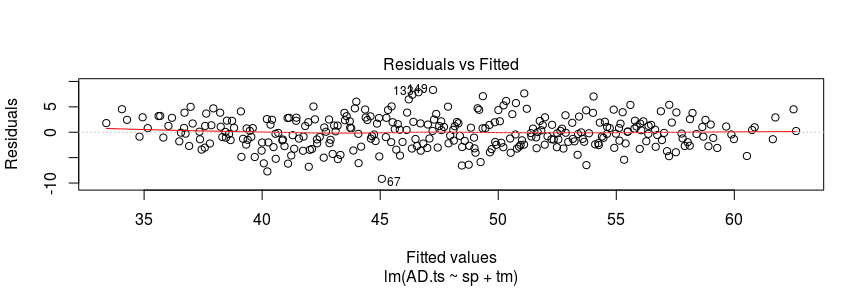 Residuals vs Fitted
Residuals
5
0
-10
149
67
35
40
45
50
55
60
Fitted values
lm(AD.ts ~ sp + tm)